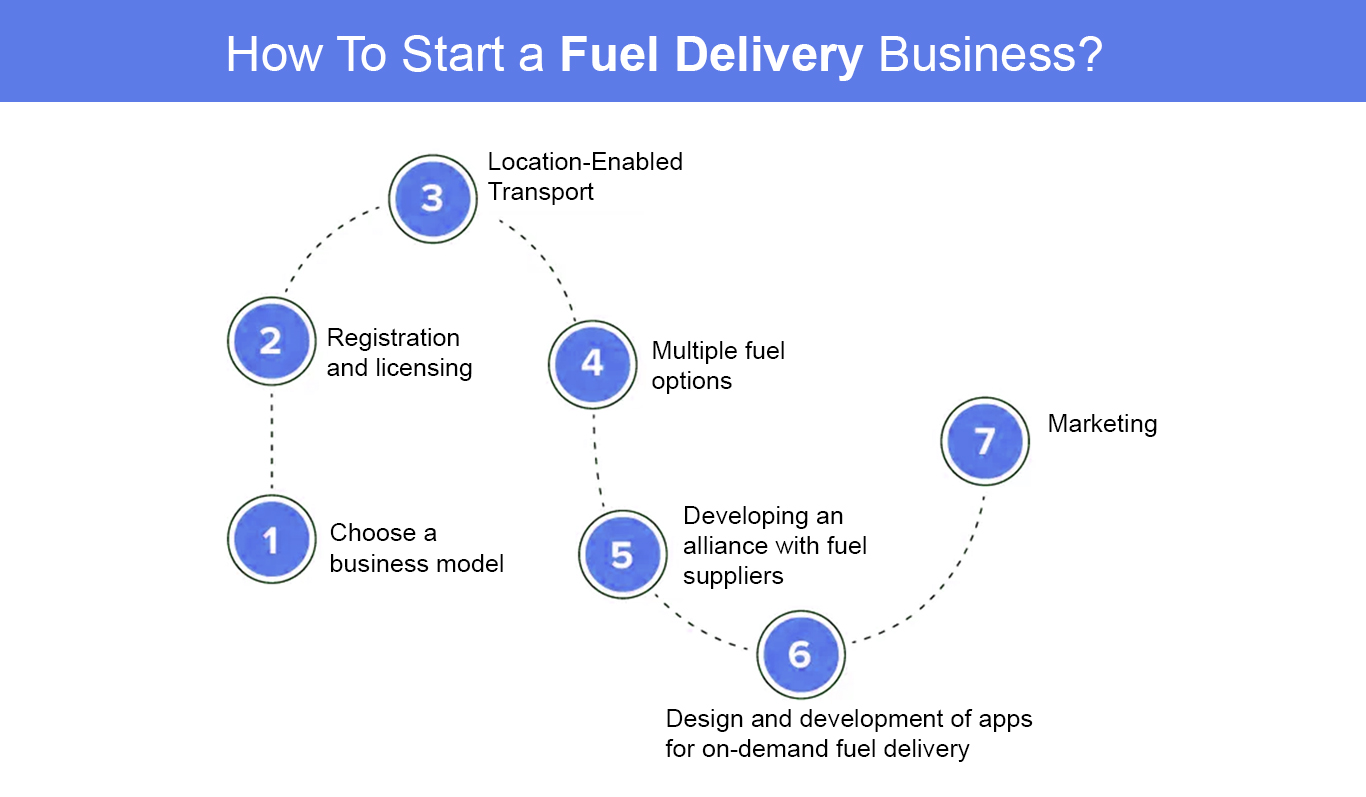 How To Start a Fuel Delivery Business?
1
Choose a
business model
2
Registration
and licensing
3
Location-Enabled
Transport
4
Multiple fuel
options
5
Developing an
alliance with fuel
suppliers
6
Design and development of apps
for on-demand fuel delivery
7
Marketing